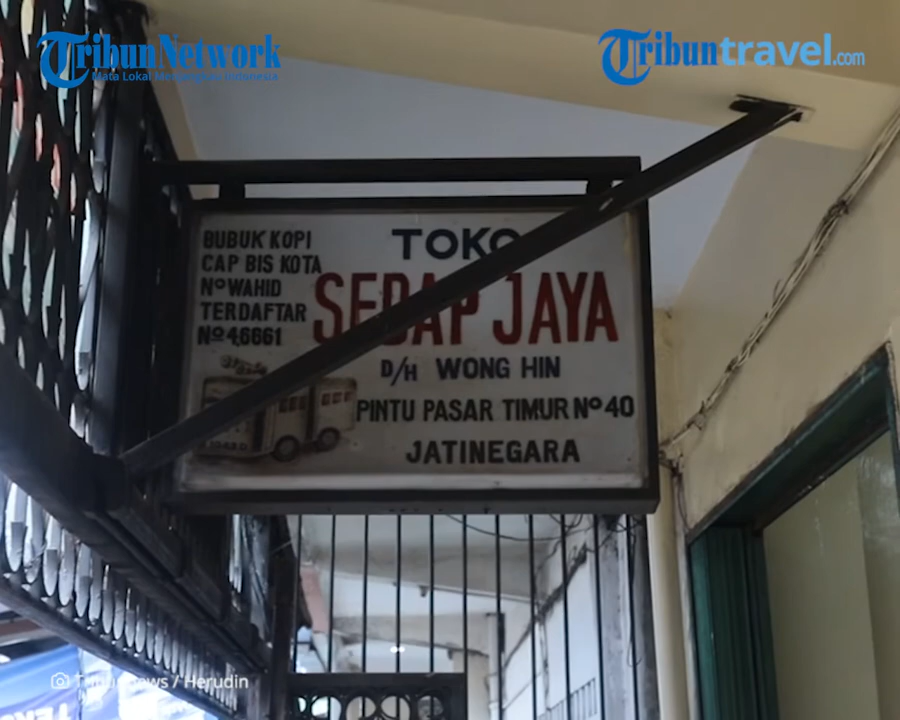 Tribun Network
Mata Lokal Menjangkau Indonesia
Tribuntravel.com
BUBUK KOPI
CAP BIS KOTA
Nº WAHID
TERDAFTAR
Nº 46661
TOKO
SEDAP JAYA
D/H WONG HIN
PINTU PASAR TIMUR Nº 40
JATINEGARA
Tribunnews / Herudin